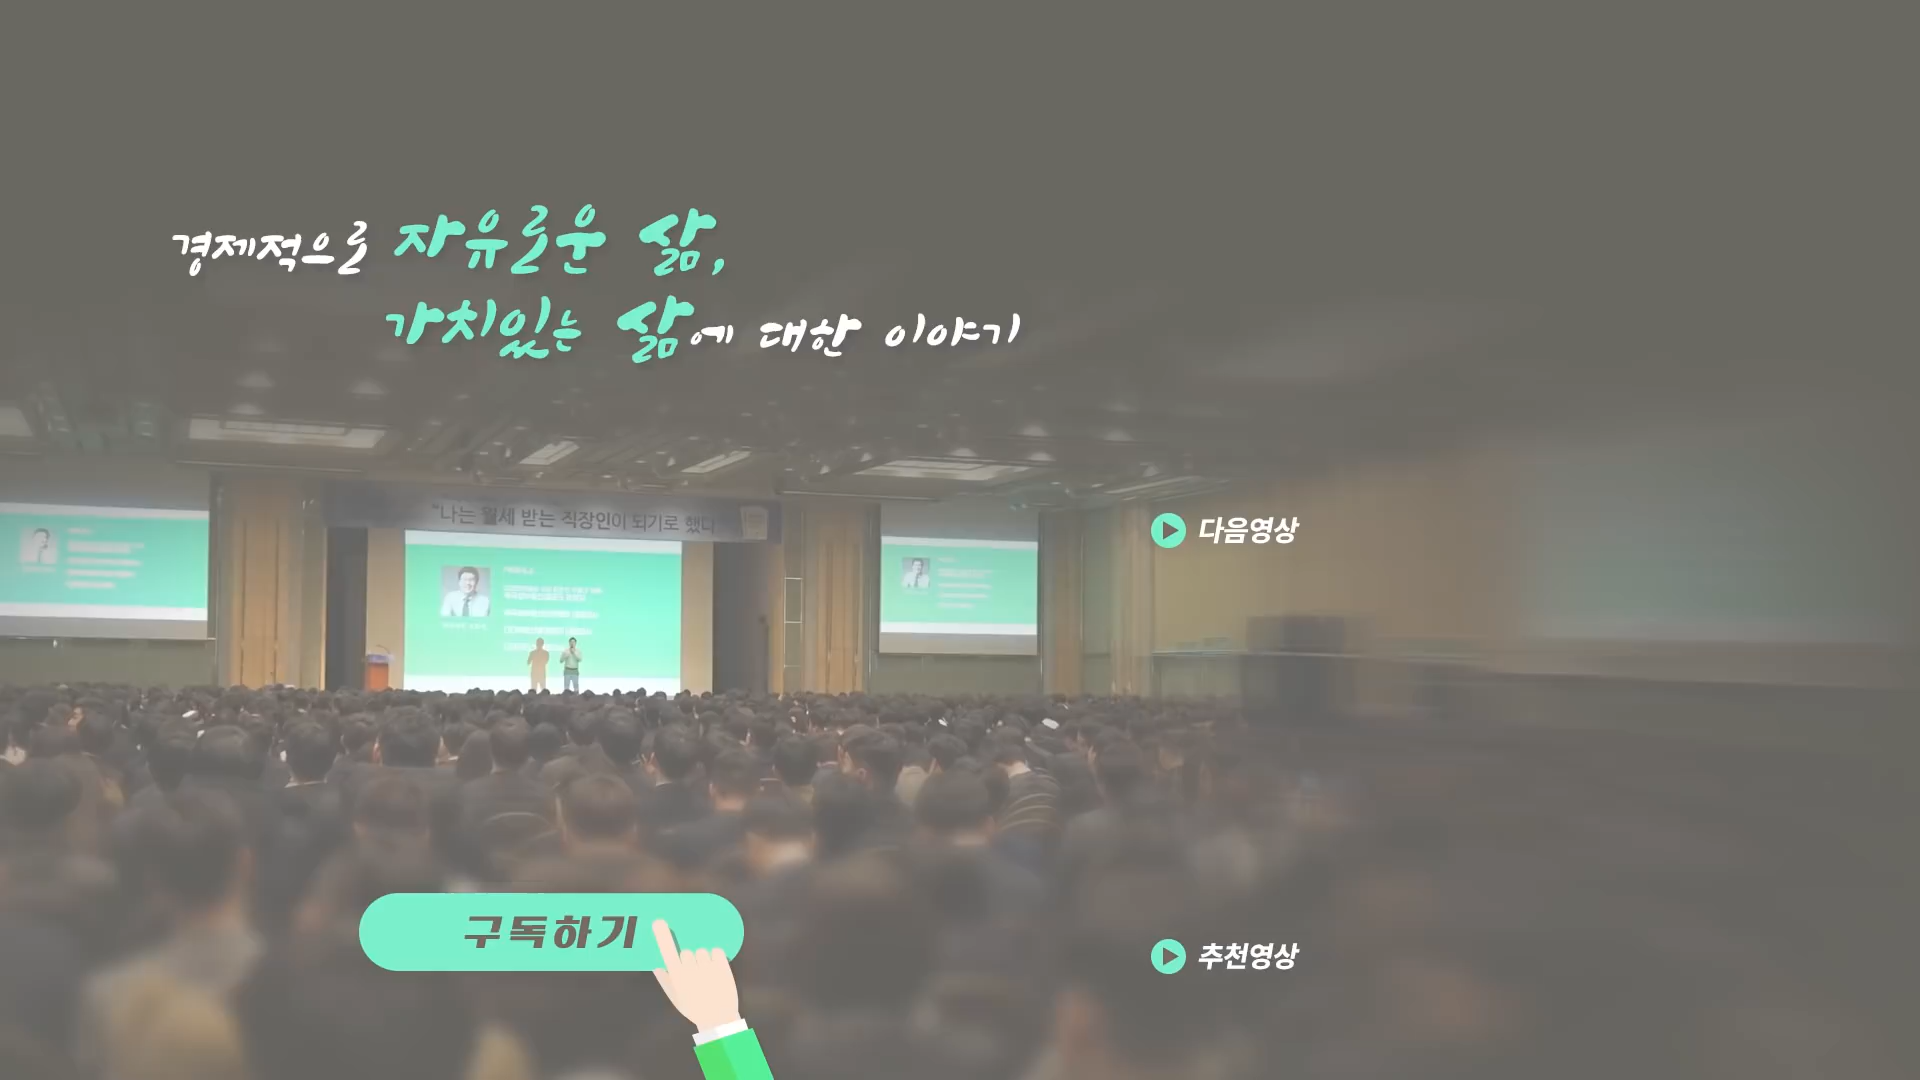 경제적으로 자유로운 삶,
가치있는 삶에 대한 이야기
"나는 월세 받는 직장인이 되기로 했다
다음영상
구독하기
추천영상